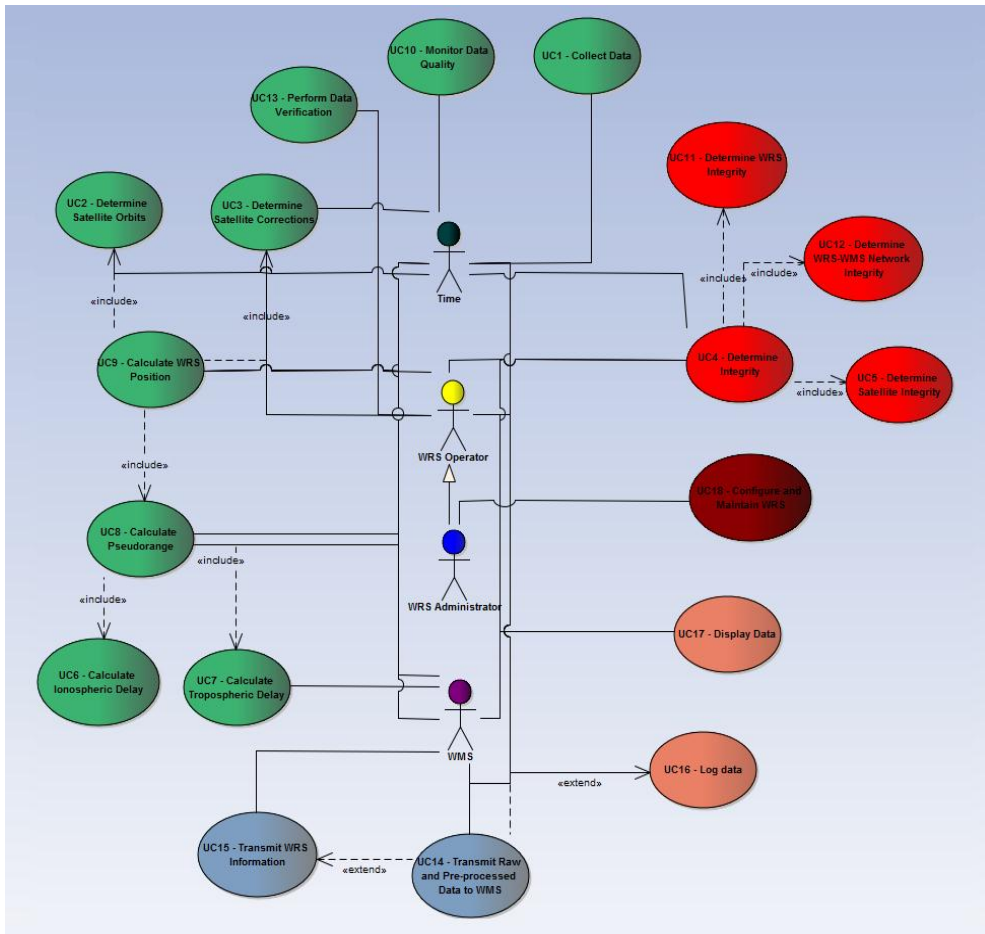 UC10 - Monitor Data
Quality
UC1 - Collect Data
UC13 - Perform Data
Verification
UC11 - Determine WRS
Integrity
UC2 - Determine
Satellite Orbits
UC3 - Determine
Satellite Corrections
UC12 - Determine
WRS-WMS Network
Integrity
Time
«include»
«include»
«include»
«include»
UC9 - Calculate WRS
Position
UC4 - Determine
Integrity
UC5 - Determine
Satellite Integrity
«include»
WRS Operator
«include»
UC18 - Configure and
Maintain WRS
UC8 - Calculate
Pseudorange
«include»
«include»
WRS Administrator
UC17 - Display Data
UC6 - Calculate
Ionospheric Delay
UC7 - Calculate
Tropospheric Delay
WMS
UC16 - Log data
«extend»
UC15 - Transmit WRS
Information
«extend»
UC14 - Transmit Raw
and Pre-processed
Data to WMS